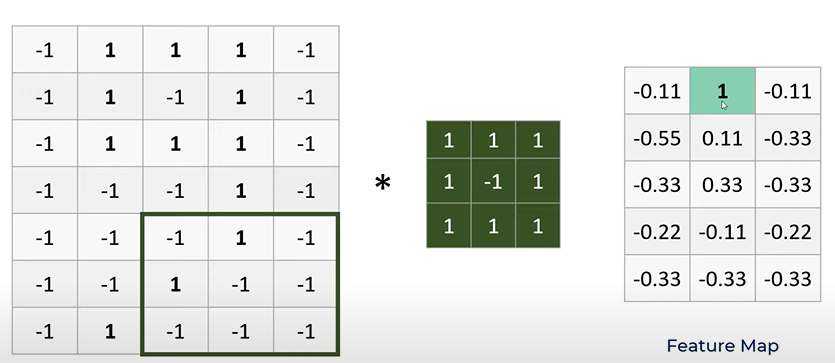 -1 1 1 1 -1
-1 1 -1 1 -1
-1 1 1 1 -1
-1 -1 -1 1 -1
-1 -1 -1 1 -1
-1 -1 1 -1 -1
-1 1 -1 -1 -1
*
1 1 1
1 -1 1
1 1 1
-0.11 1 -0.11
-0.55 0.11 -0.33
-0.33 0.33 -0.33
-0.22 -0.11 -0.22
-0.33 -0.33 -0.33
Feature Map